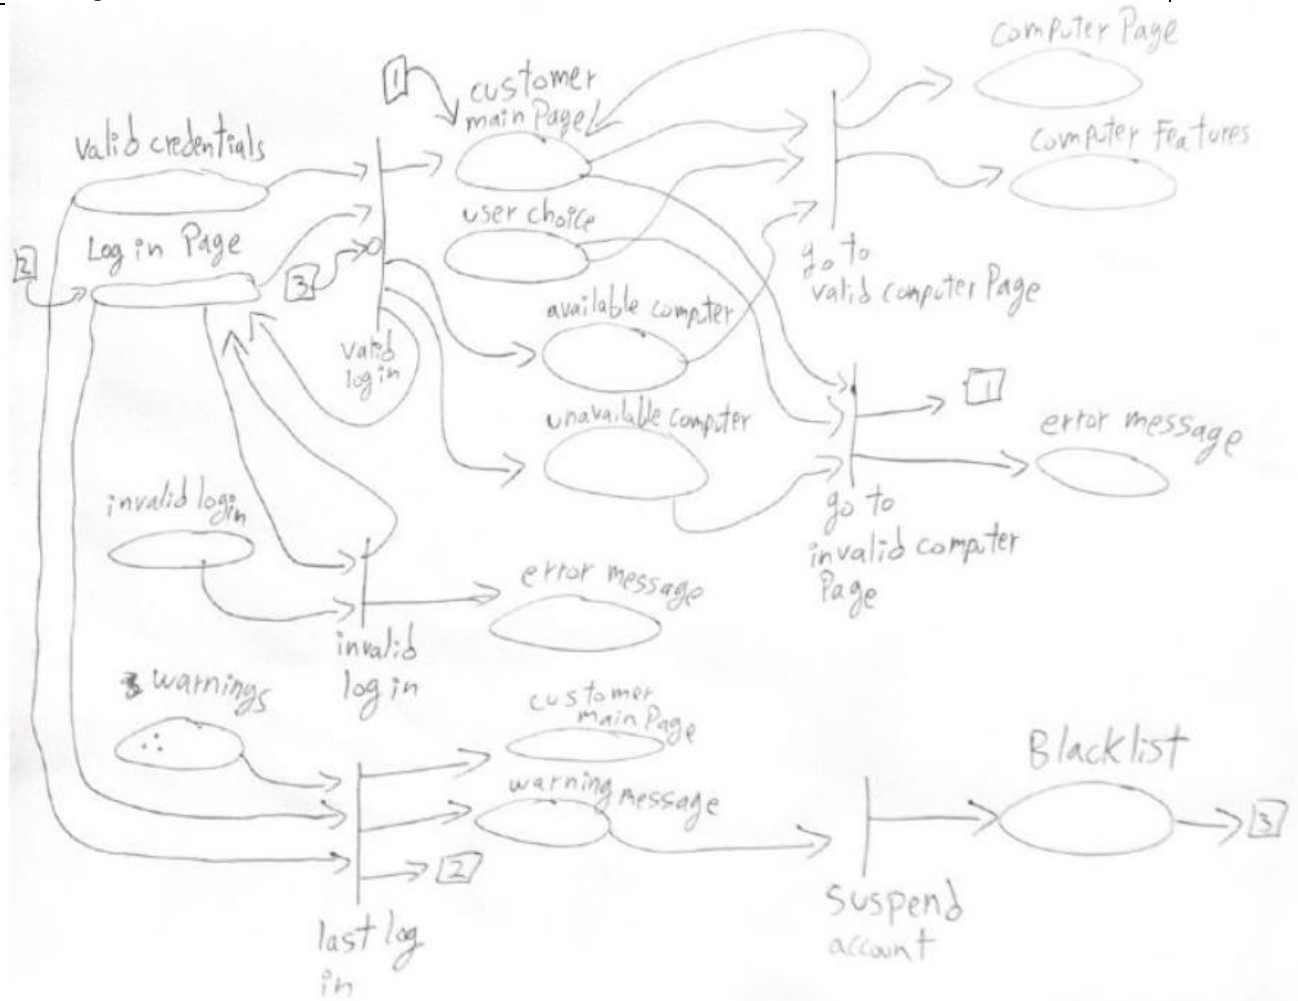 computer Page
1
customer
main Page
computer Features
valid credentials
user choice
Log in Page
2
3
go to
valid computer Page
available computer
valid
log in
1
unavailable computer
error message
invalid login
go to
invalid computer
Page
error message
invalid
log in
warnings
customer
main Page
Blacklist
warning message
3
2
suspend
account
last log
in